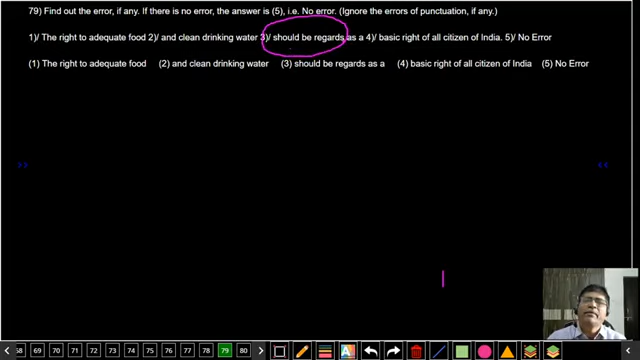 79) Find out the error, if any. If there is no error, the answer is (5), i.e. No error. (Ignore the errors of punctuation, if any.)
1)/ The right to adequate food 2)/ and clean drinking water 3)/ should be regards as a 4)/ basic right of all citizen of India. 5)/ No Error
(1) The right to adequate food (2) and clean drinking water (3) should be regards as a (4) basic right of all citizen of India (5) No Error
>> <<
68 69 70 71 72 73 74 75 76 77 78 79 80 81 82 83